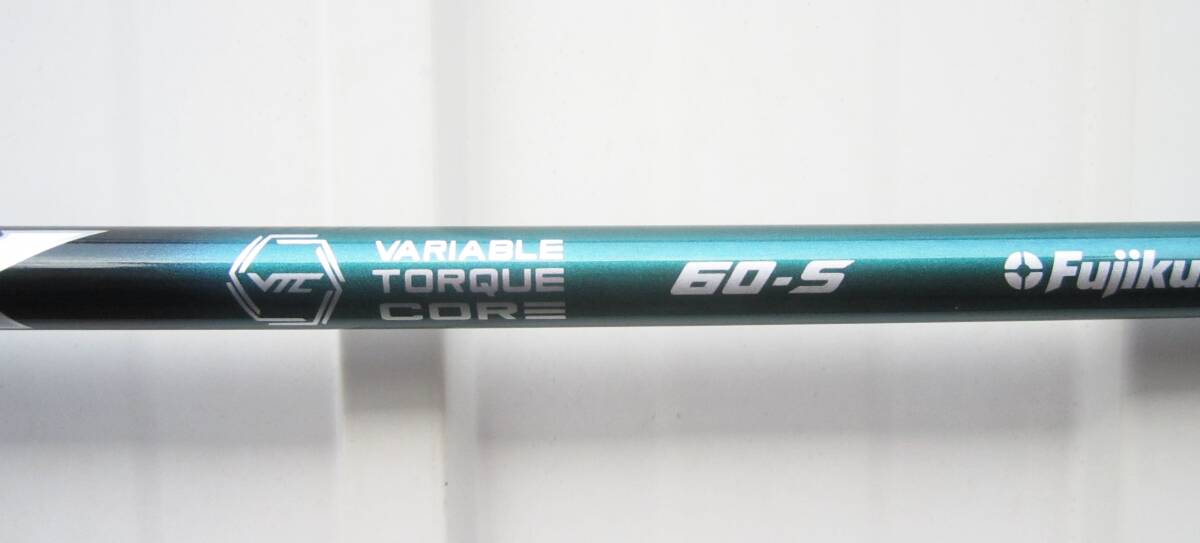 VTC
VARIABLE
TORQUE
CORE
60-S
Fujiku